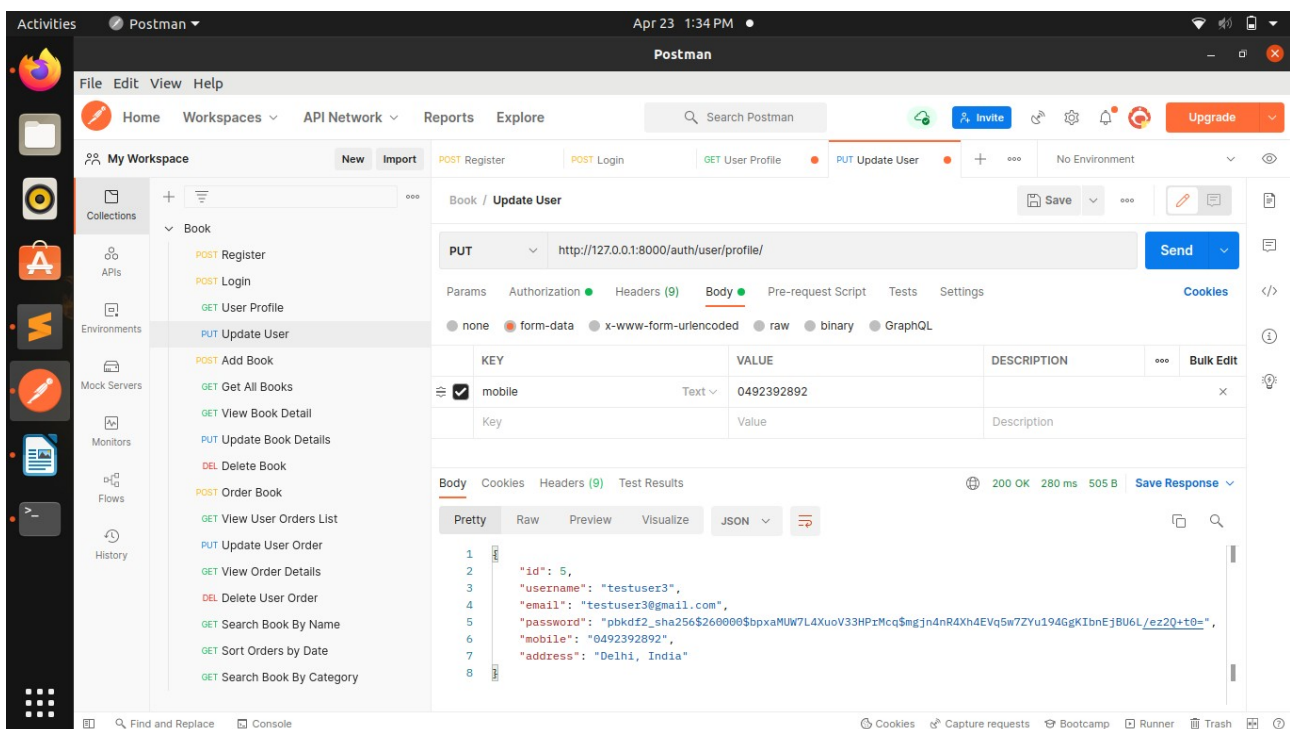 Activities Postman Apr 23 1:34 PM
Postman
File Edit View Help
Home Workspaces API Network Reports Explore Search Postman Invite Upgrade
My Workspace New Import POST Register POST Login GET User Profile PUT Update User No Environment
Collections
APIs
Environments
Mock Servers
Monitors
Flows
History
Book
POST Register
POST Login
GET User Profile
PUT Update User
POST Add Book
GET Get All Books
GET View Book Detail
PUT Update Book Details
DEL Delete Book
POST Order Book
GET View User Orders List
PUT Update User Order
GET View Order Details
DEL Delete User Order
GET Search Book By Name
GET Sort Orders by Date
GET Search Book By Category
Book / Update User Save
PUT http://127.0.0.1:8000/auth/user/profile/ Send
Params Authorization Headers (9) Body Pre-request Script Tests Settings Cookies
none form-data x-www-form-urlencoded raw binary GraphQL
KEY VALUE DESCRIPTION Bulk Edit
mobile Text 0492392892
Key Value Description
Body Cookies Headers (9) Test Results 200 OK 280 ms 505 B Save Response
Pretty Raw Preview Visualize JSON
1 {
2 "id": 5,
3 "username": "testuser3",
4 "email": "testuser3@gmail.com",
5 "password": "pbkdf2_sha256$260000$bpxaMUW7L4XuoV33HPrMcq$mgjn4nR4Xh4EVq5w7ZYu194GgKIbnEjBU6L/ez2Q+t0=",
6 "mobile": "0492392892",
7 "address": "Delhi, India"
8 }
Find and Replace Console Cookies Capture requests Bootcamp Runner Trash